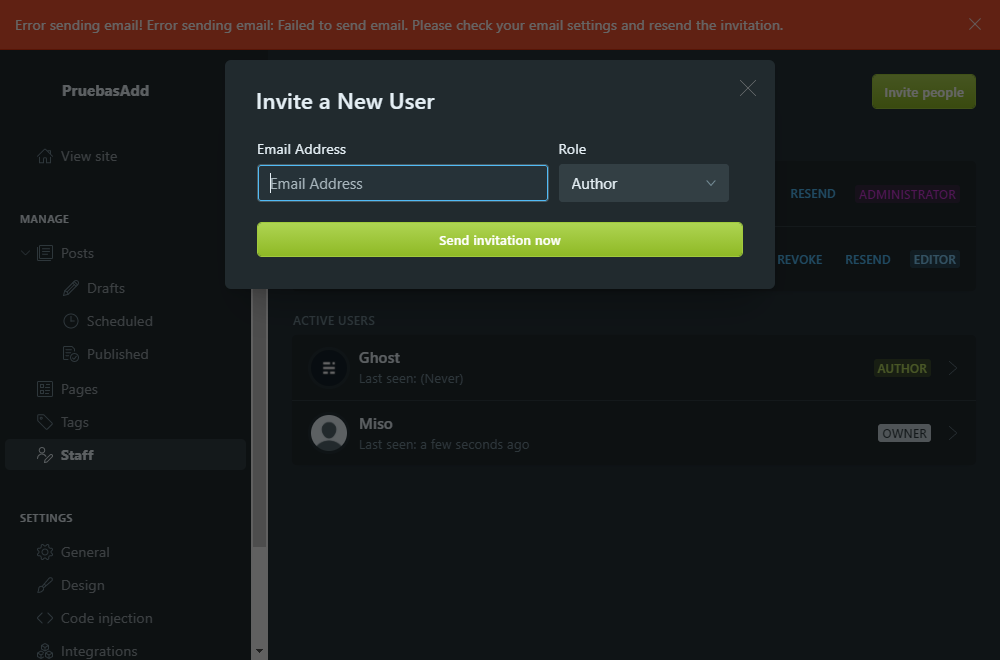 Error sending email! Error sending email: Failed to send email. Please check your email settings and resend the invitation.
PruebasAdd
Invite people
Invite a New User
Email Address
Role
Email Address
Author
Send invitation now
View site
MANAGE
Posts
Drafts
Scheduled
Published
Pages
Tags
Staff
SETTINGS
General
Design
Code injection
Integrations
RESEND
ADMINISTRATOR
REVOKE
RESEND
EDITOR
ACTIVE USERS
Ghost
Last seen: (Never)
AUTHOR
Miso
Last seen: a few seconds ago
OWNER